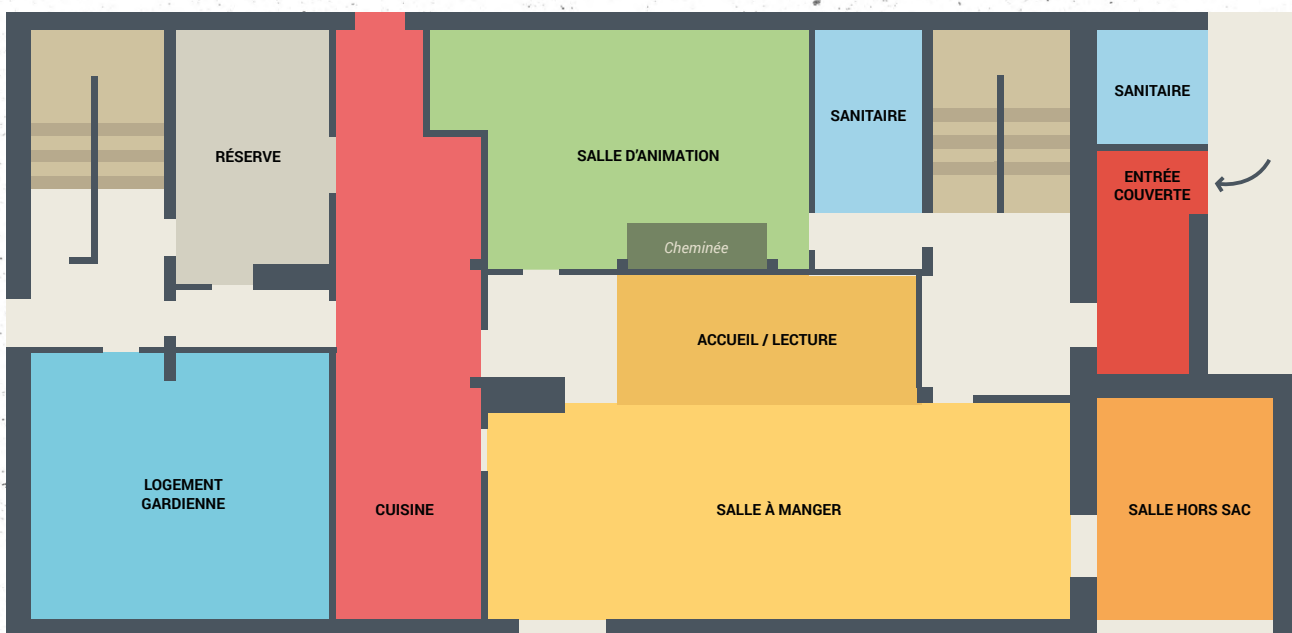 SANITAIRE
SANITAIRE
RÉSERVE
SALLE D'ANIMATION
ENTRÉE
COUVERTE
Cheminée
ACCUEIL / LECTURE
LOGEMENT
GARDIENNE
CUISINE
SALLE À MANGER
SALLE HORS SAC